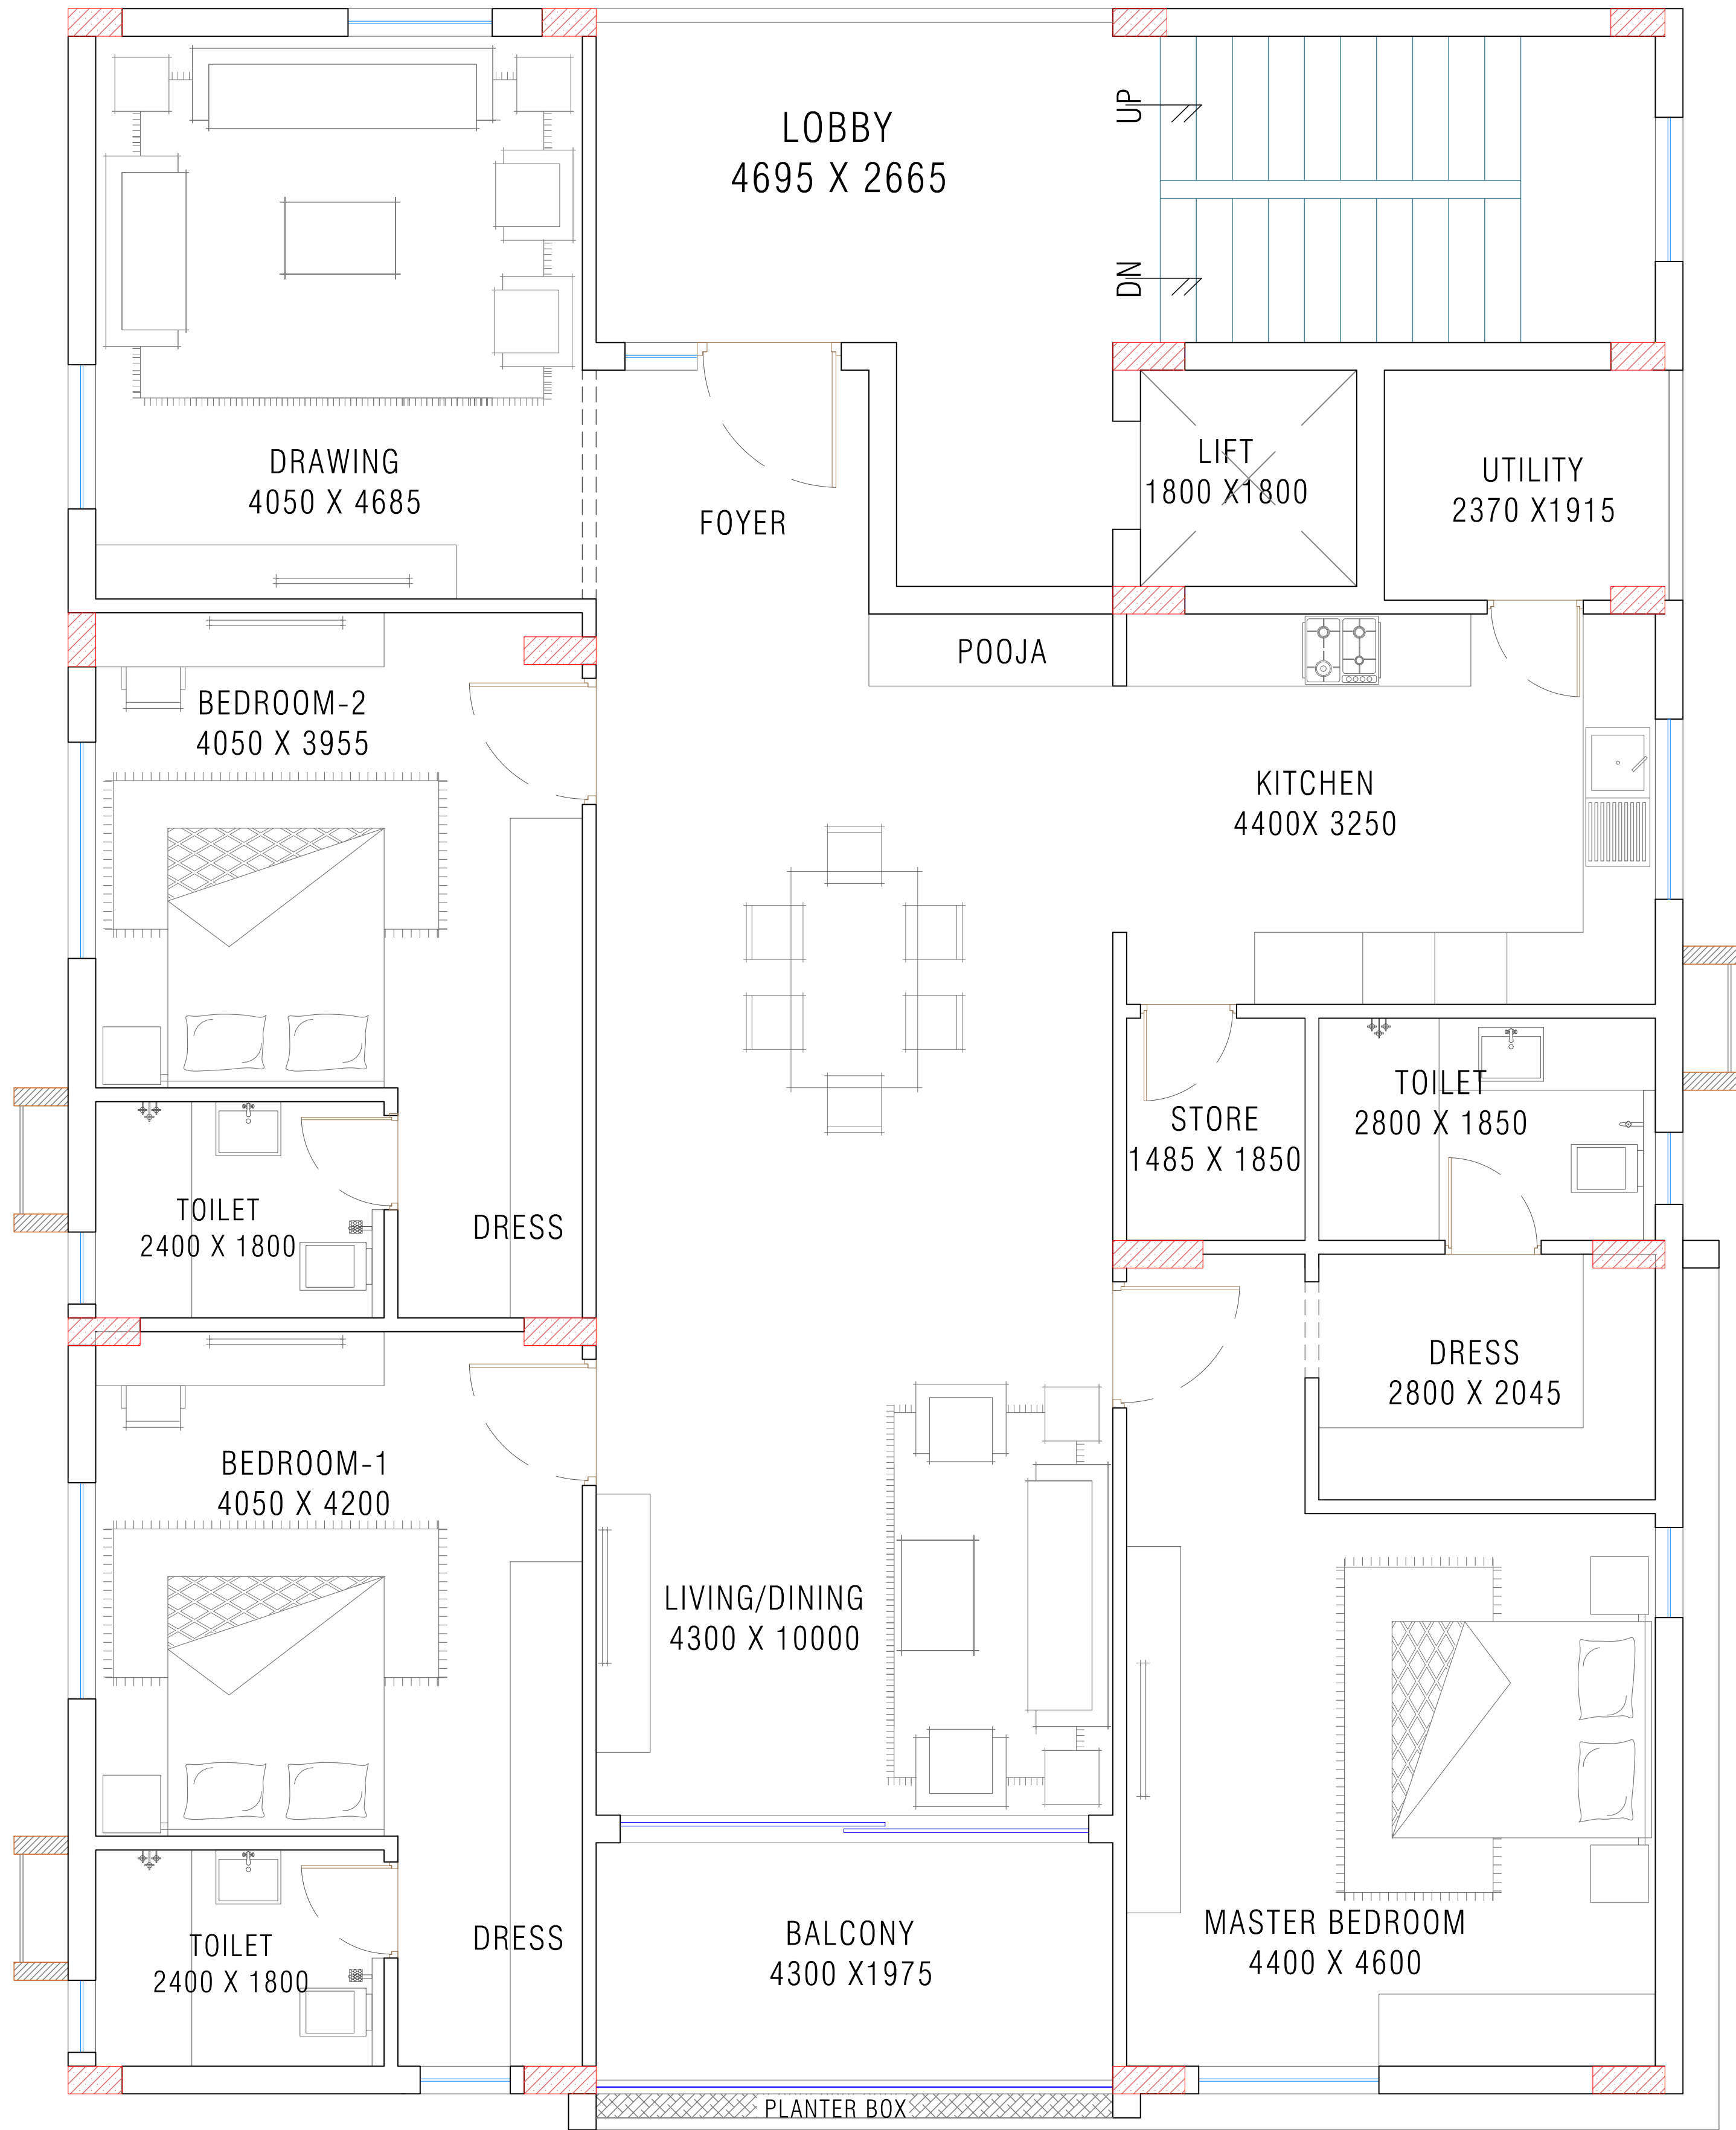 LOBBY
4695 X 2665
UP
DN
DRAWING
4050 X 4685
FOYER
LIFT
1800 X1800
UTILITY
2370 X1915
POOJA
BEDROOM-2
4050 X 3955
KITCHEN
4400X 3250
TOILET
2400 X 1800
DRESS
STORE
1485 X 1850
TOILET
2800 X 1850
DRESS
2800 X 2045
BEDROOM-1
4050 X 4200
LIVING/DINING
4300 X 10000
TOILET
2400 X 1800
DRESS
BALCONY
4300 X1975
MASTER BEDROOM
4400 X 4600
PLANTER BOX